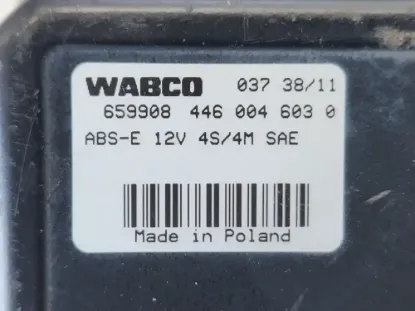 WABCO 037 38/11
659908 446 004 603 0
ABS-E 12V 4S/4M SAE
Made in Poland